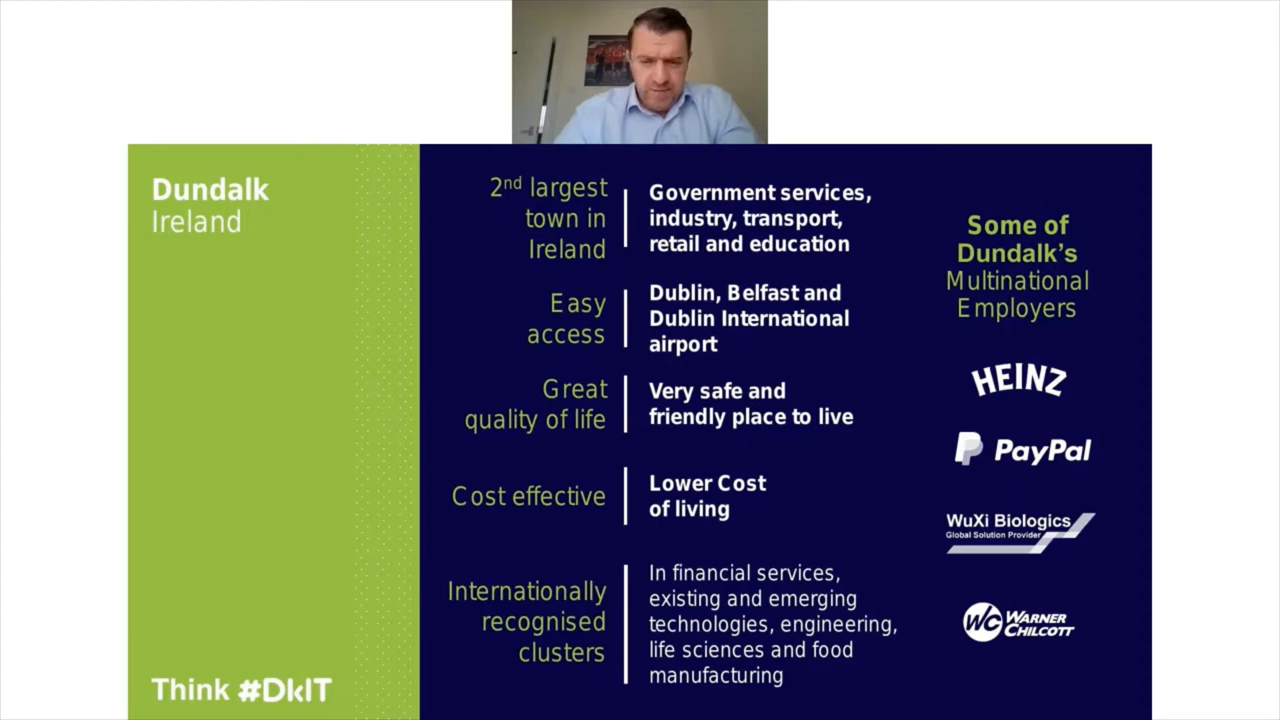 Dundalk
Ireland
2nd largest
town in
Ireland
Government services,
industry, transport,
retail and education
Easy
access
Dublin, Belfast and
Dublin International
airport
Great
quality of life
Very safe and
friendly place to live
Cost effective
Lower Cost
of living
Internationally
recognised
clusters
In financial services,
existing and emerging
technologies, engineering,
life sciences and food
manufacturing
Some of
Dundalk’s
Multinational
Employers
HEINZ
PayPal
WuXi Biologics
Global Solution Provider
WC WARNER
CHILCOTT
Think #DkIT